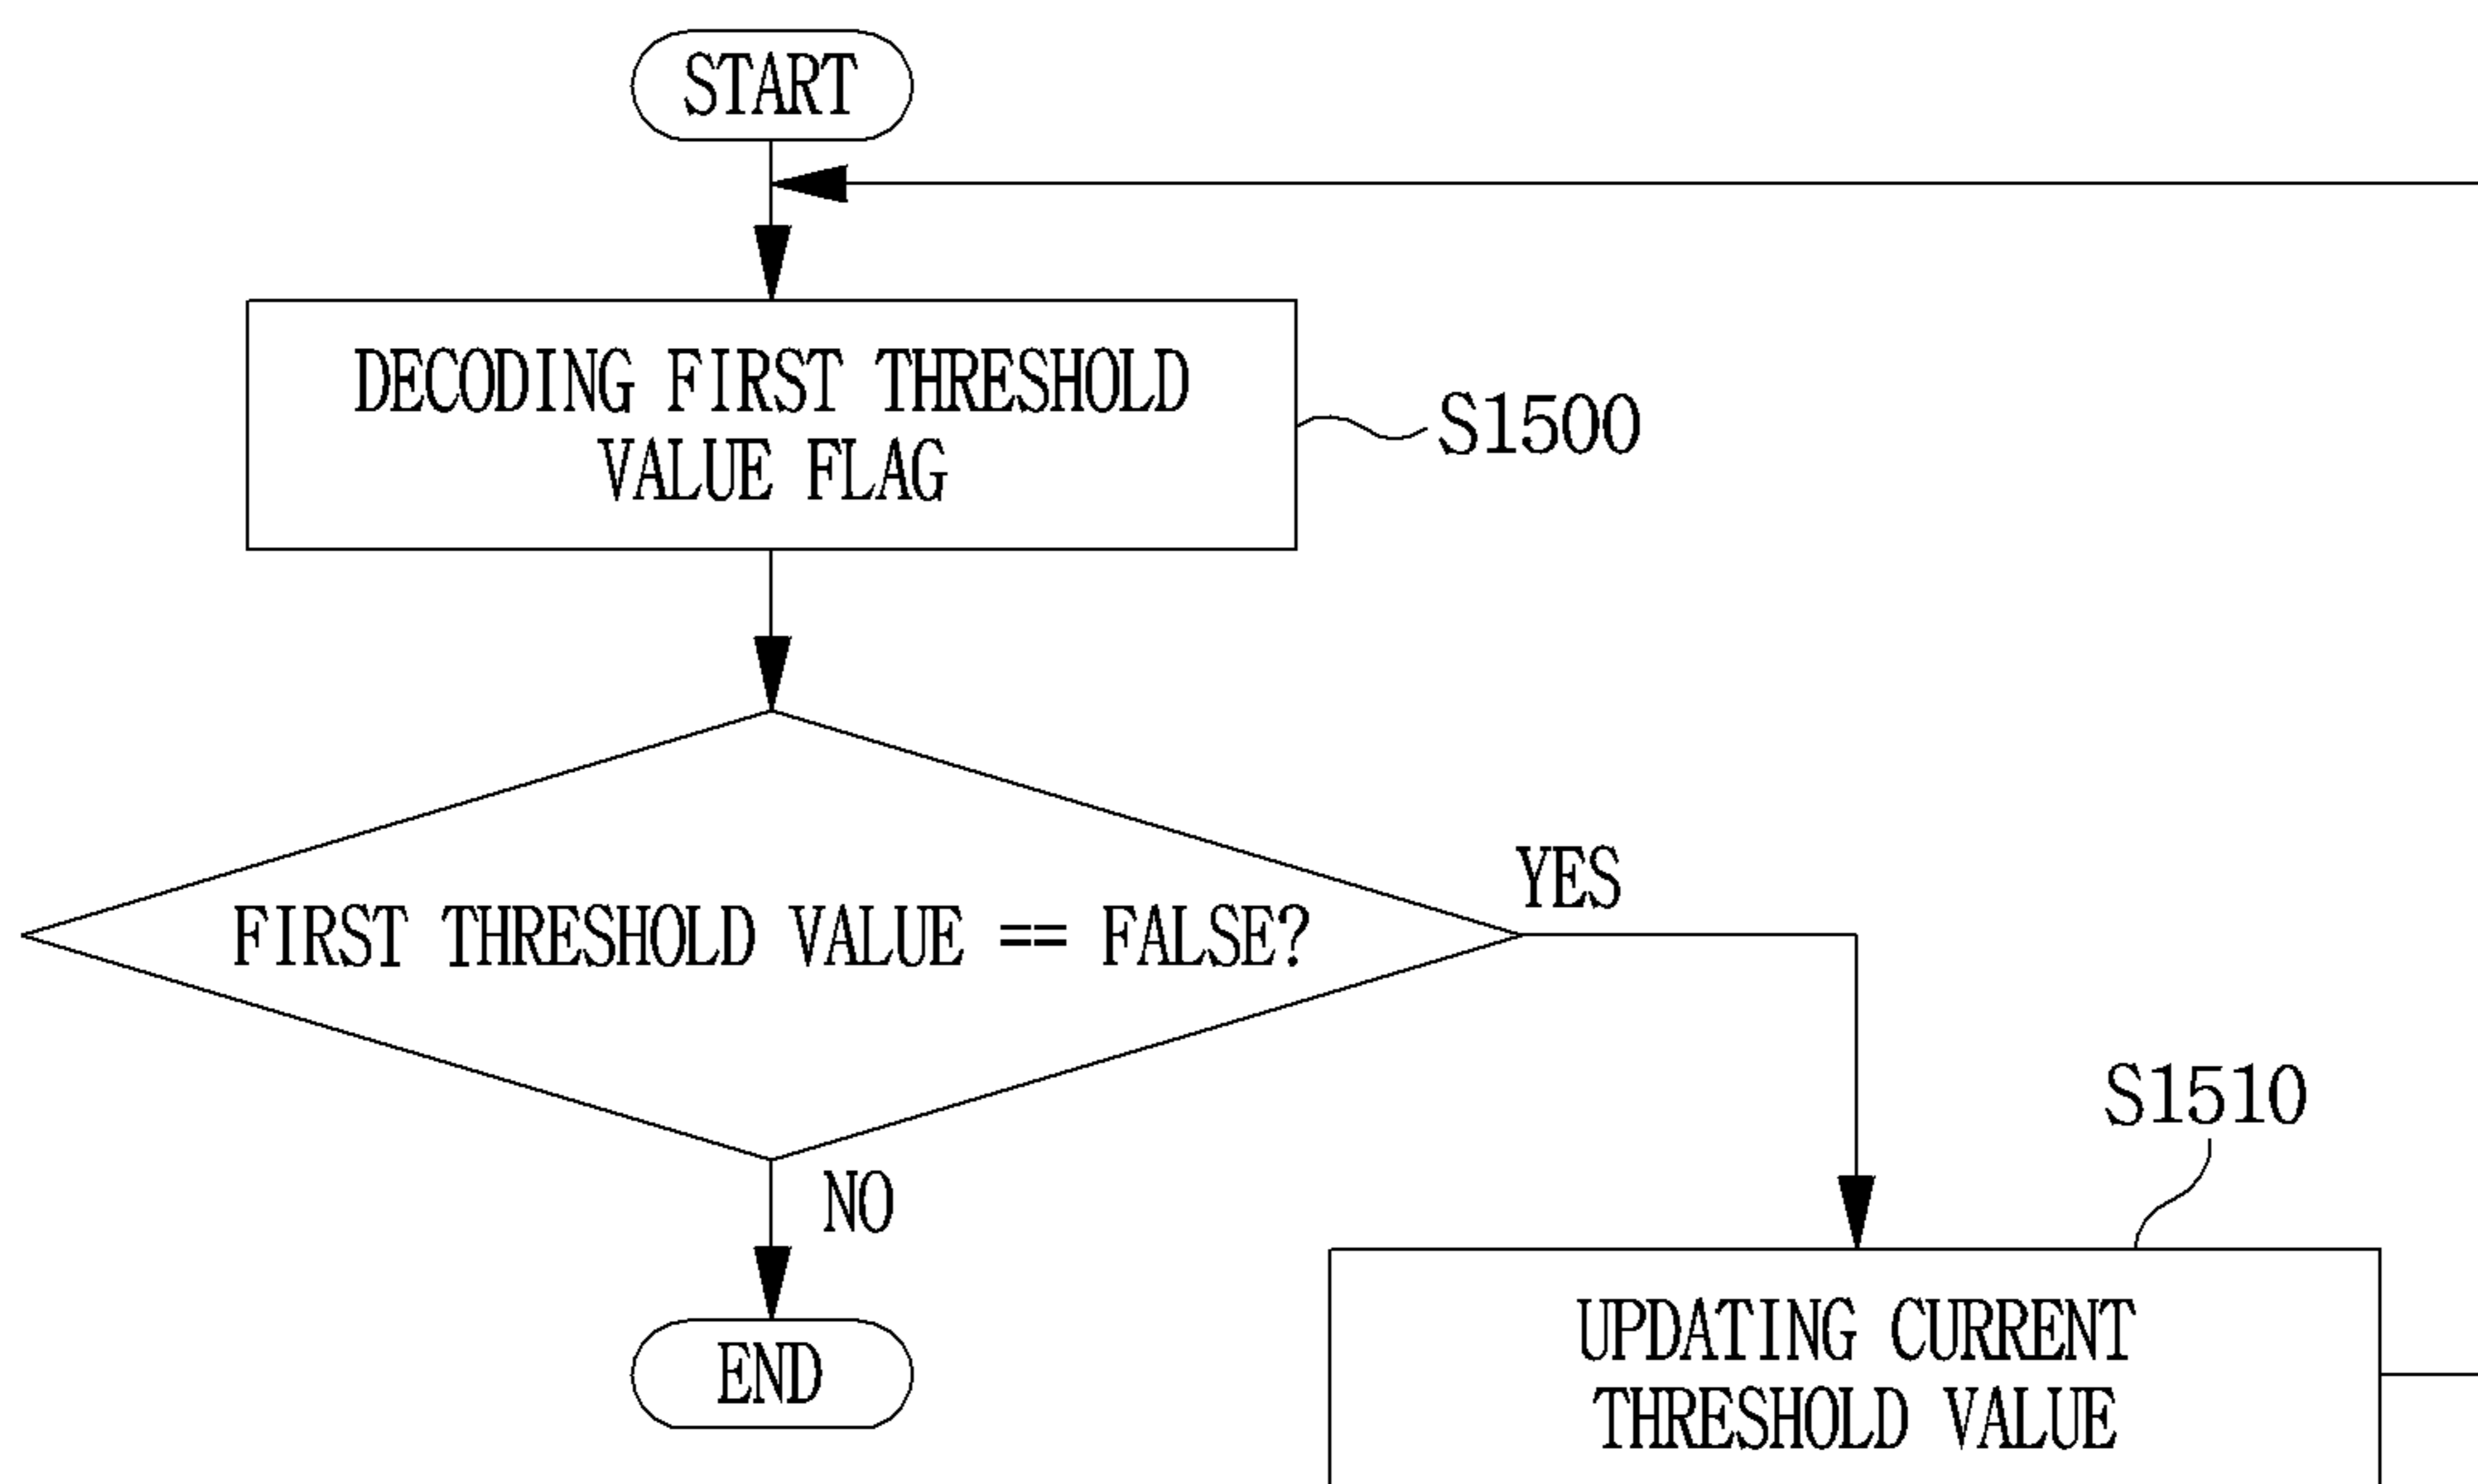 START
DECODING FIRST THRESHOLD
VALUE FLAG
S1500
FIRST THRESHOLD VALUE == FALSE?
YES
NO
S1510
UPDATING CURRENT
THRESHOLD VALUE
END